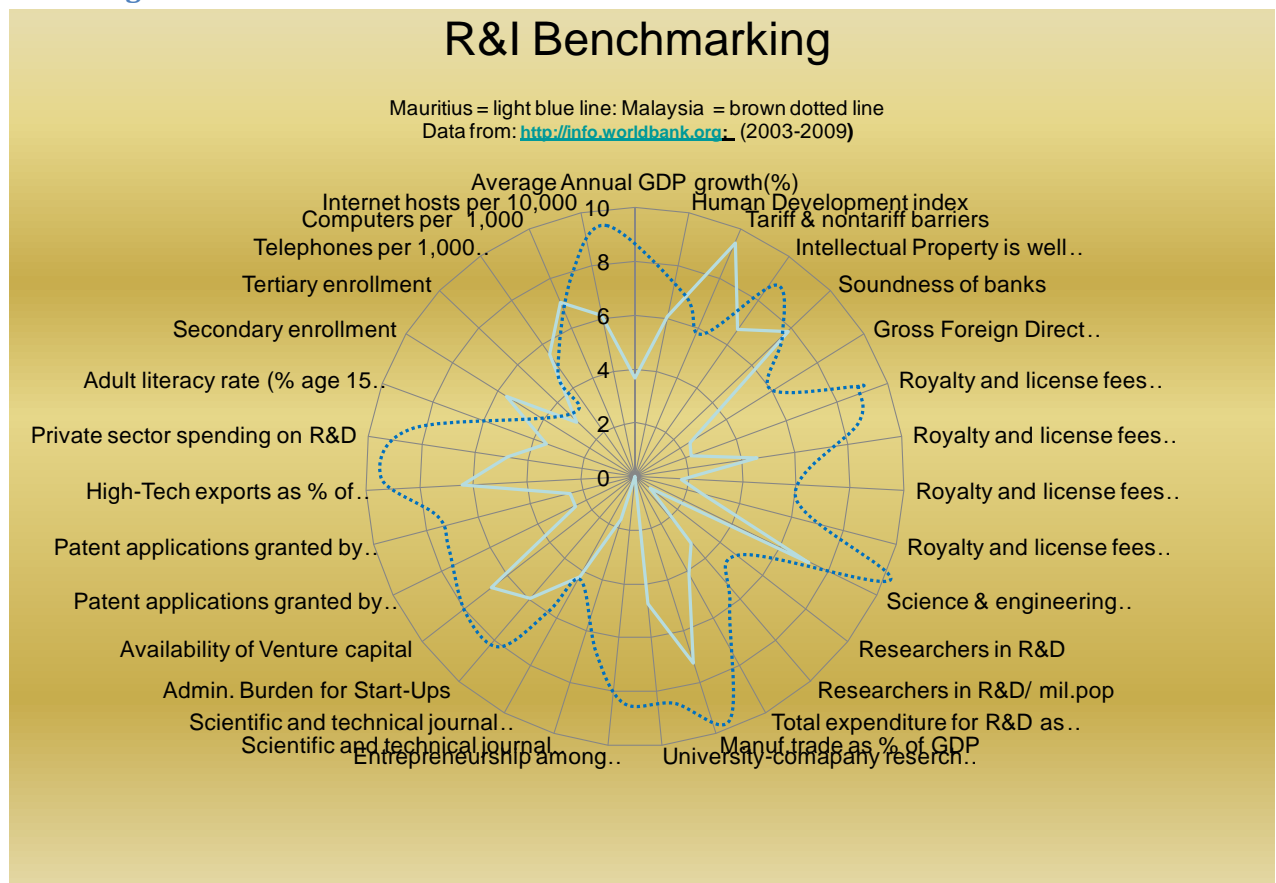 R&I Benchmarking
Mauritius = light blue line: Malaysia = brown dotted line
Data from: http://info.worldbank.org; (2003-2009)
Average Annual GDP growth(%)
Human Development index
Tariff & nontariff barriers
Intellectual Property is well..
Soundness of banks
Gross Foreign Direct..
Royalty and license fees..
Royalty and license fees..
Royalty and license fees..
Royalty and license fees..
Science & engineering..
Researchers in R&D
Researchers in R&D/ mil.pop
Total expenditure for R&D as..
Manuf.trade as % of GDP
University-comapany reserch..
Entrepreneurship among..
Scientific and technical journal..
Scientific and technical journal..
Admin. Burden for Start-Ups
Availability of Venture capital
Patent applications granted by..
Patent applications granted by..
High-Tech exports as % of..
Private sector spending on R&D
Adult literacy rate (% age 15..
Secondary enrollment
Tertiary enrollment
Telephones per 1,000..
Computers per 1,000
Internet hosts per 10,000
10
8
6
4
2
0